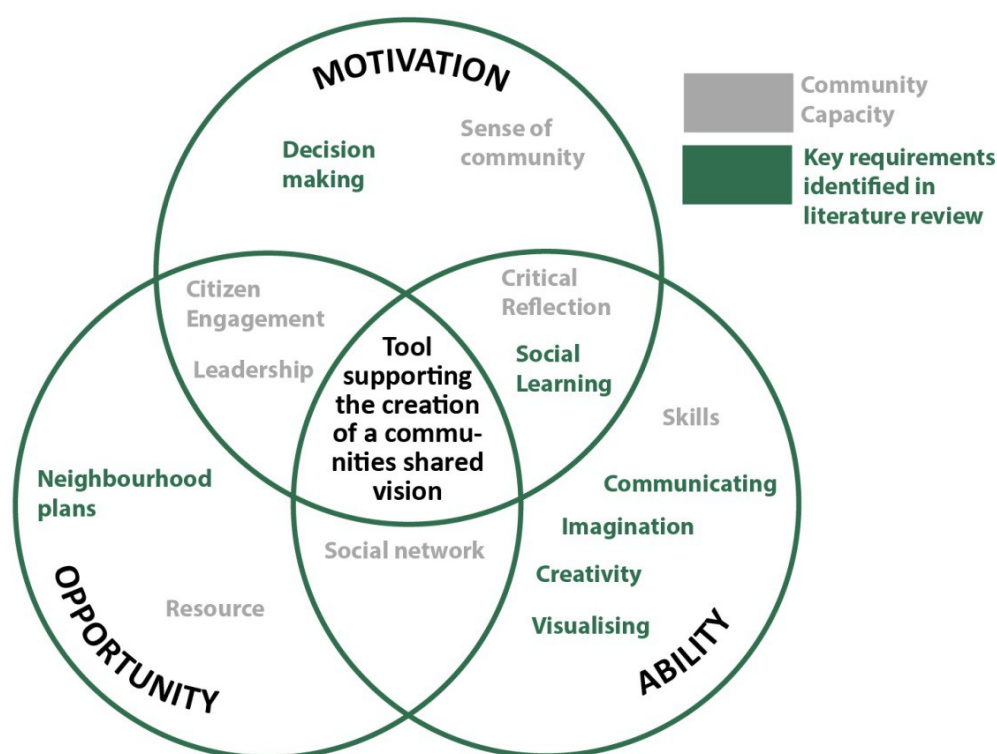 MOTIVATION
Decision
making
Sense of
community
Community
Capacity
Key requirements
identified in
literature review
Citizen
Engagement
Leadership
Critical
Reflection
Social
Learning
Tool
supporting
the creation
of a commu-
nities shared
vision
Skills
Communicating
Imagination
Creativity
Visualising
Neighbourhood
plans
Social network
Resource
OPPORTUNITY
ABILITY